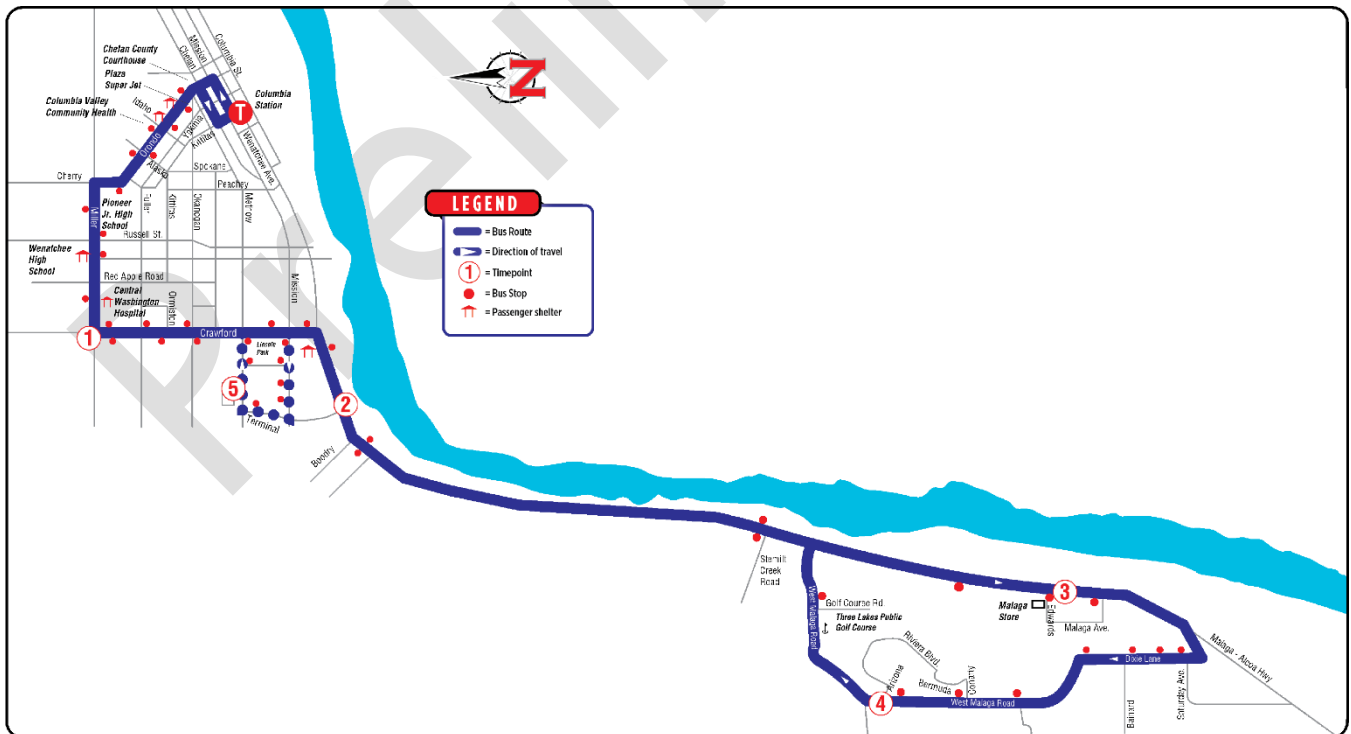 Preli
Chelan County
Courthouse
Plaza
Super Jet
Columbia Valley
Community Health
Chelan
Mission
Columbia St.
Columbia
Station
T
Idaho
Yakima
Kittitas
Orondo
Alaska
Wenatchee Ave.
Spokane
Peachey
Cherry
Miller
Pioneer
Jr. High
School
Fuller
Kittitas
Okanogan
Methow
Russell St.
Wenatchee
High
School
Red Apple Road
Central
Washington
Hospital
Ormiston
Mission
1
Crawford
Lincoln
Park
5
2
Terminal
Boodry
N
LEGEND
= Bus Route
= Direction of travel
1 = Timepoint
= Bus Stop
= Passenger shelter
Stemilt
Creek
Road
West Malaga Road
Golf Course Rd.
Three Lakes Public
Golf Course
Malaga
Store
3
Edwards
Malaga Ave.
Riviera Blvd
Arizona
Bermuda
4
West Malaga Road
Dixie Lane
Saturday Ave.
Malaga - Alcoa Hwy